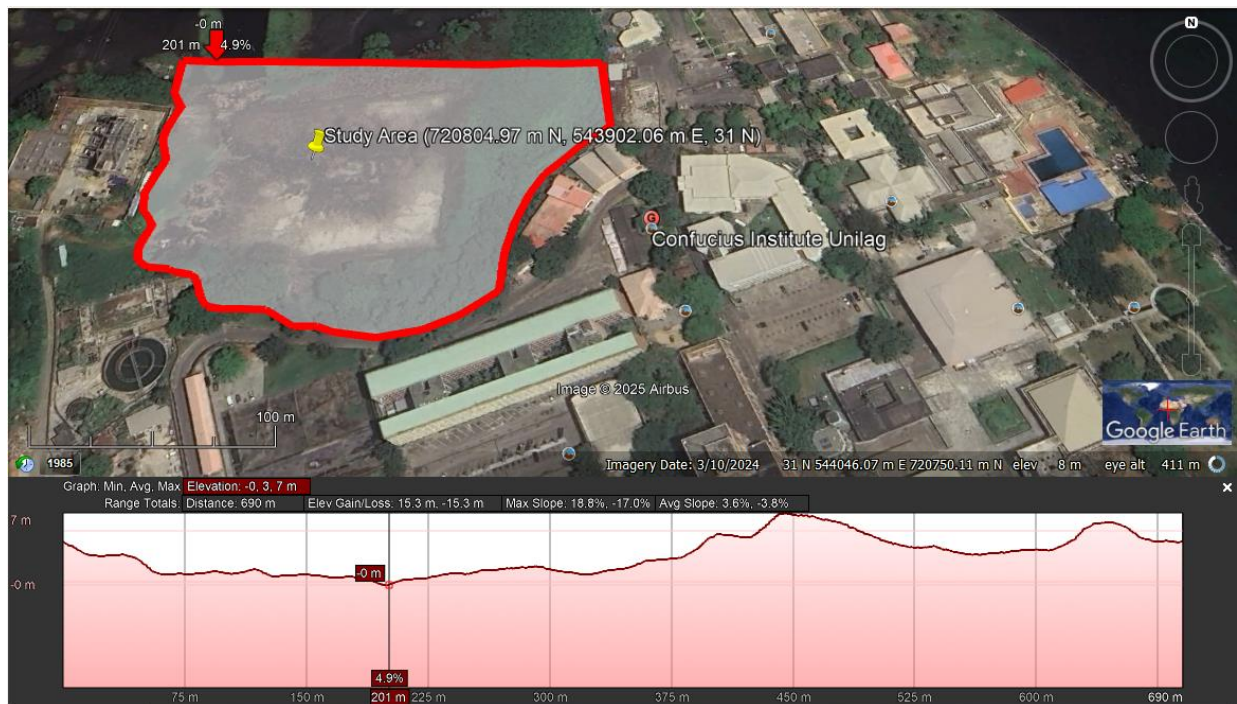 N
-0 m
201 m 4.9%
Study Area (720804.97 m N, 543902.06 m E, 31 N)
G
Confucius Institute Unilag
Image © 2025 Airbus
100 m
Google Earth
1985
Imagery Date: 3/10/2024 31 N 544046.07 m E 720750.11 m N elev 8 m eye alt 411 m
Graph: Min, Avg, Max Elevation: -0, 3, 7 m
Range Totals: Distance: 690 m Elev Gain/Loss: 15.3 m, -15.3 m Max Slope: 18.8%, -17.0% Avg Slope: 3.6%, -3.8%
7 m
-0 m
-0 m
4.9%
75 m 150 m 201 m 225 m 300 m 375 m 450 m 525 m 600 m 690 m